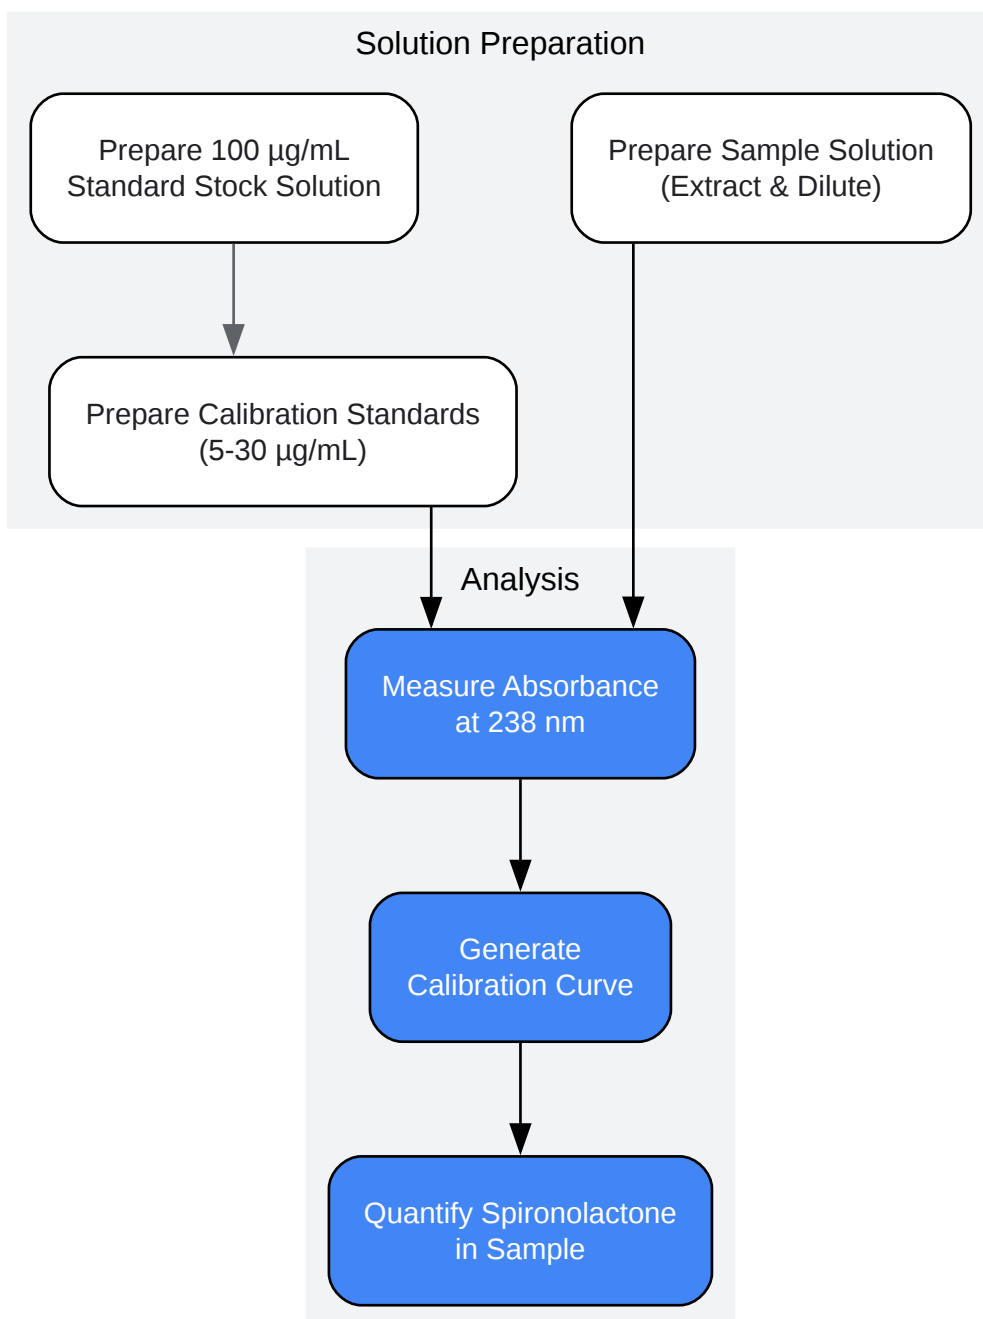 Solution Preparation
Prepare 100 µg/mL
Standard Stock Solution
Prepare Sample Solution
(Extract & Dilute)
Prepare Calibration Standards
(5-30 µg/mL)
Analysis
Measure Absorbance
at 238 nm
Generate
Calibration Curve
Quantify Spironolactone
in Sample